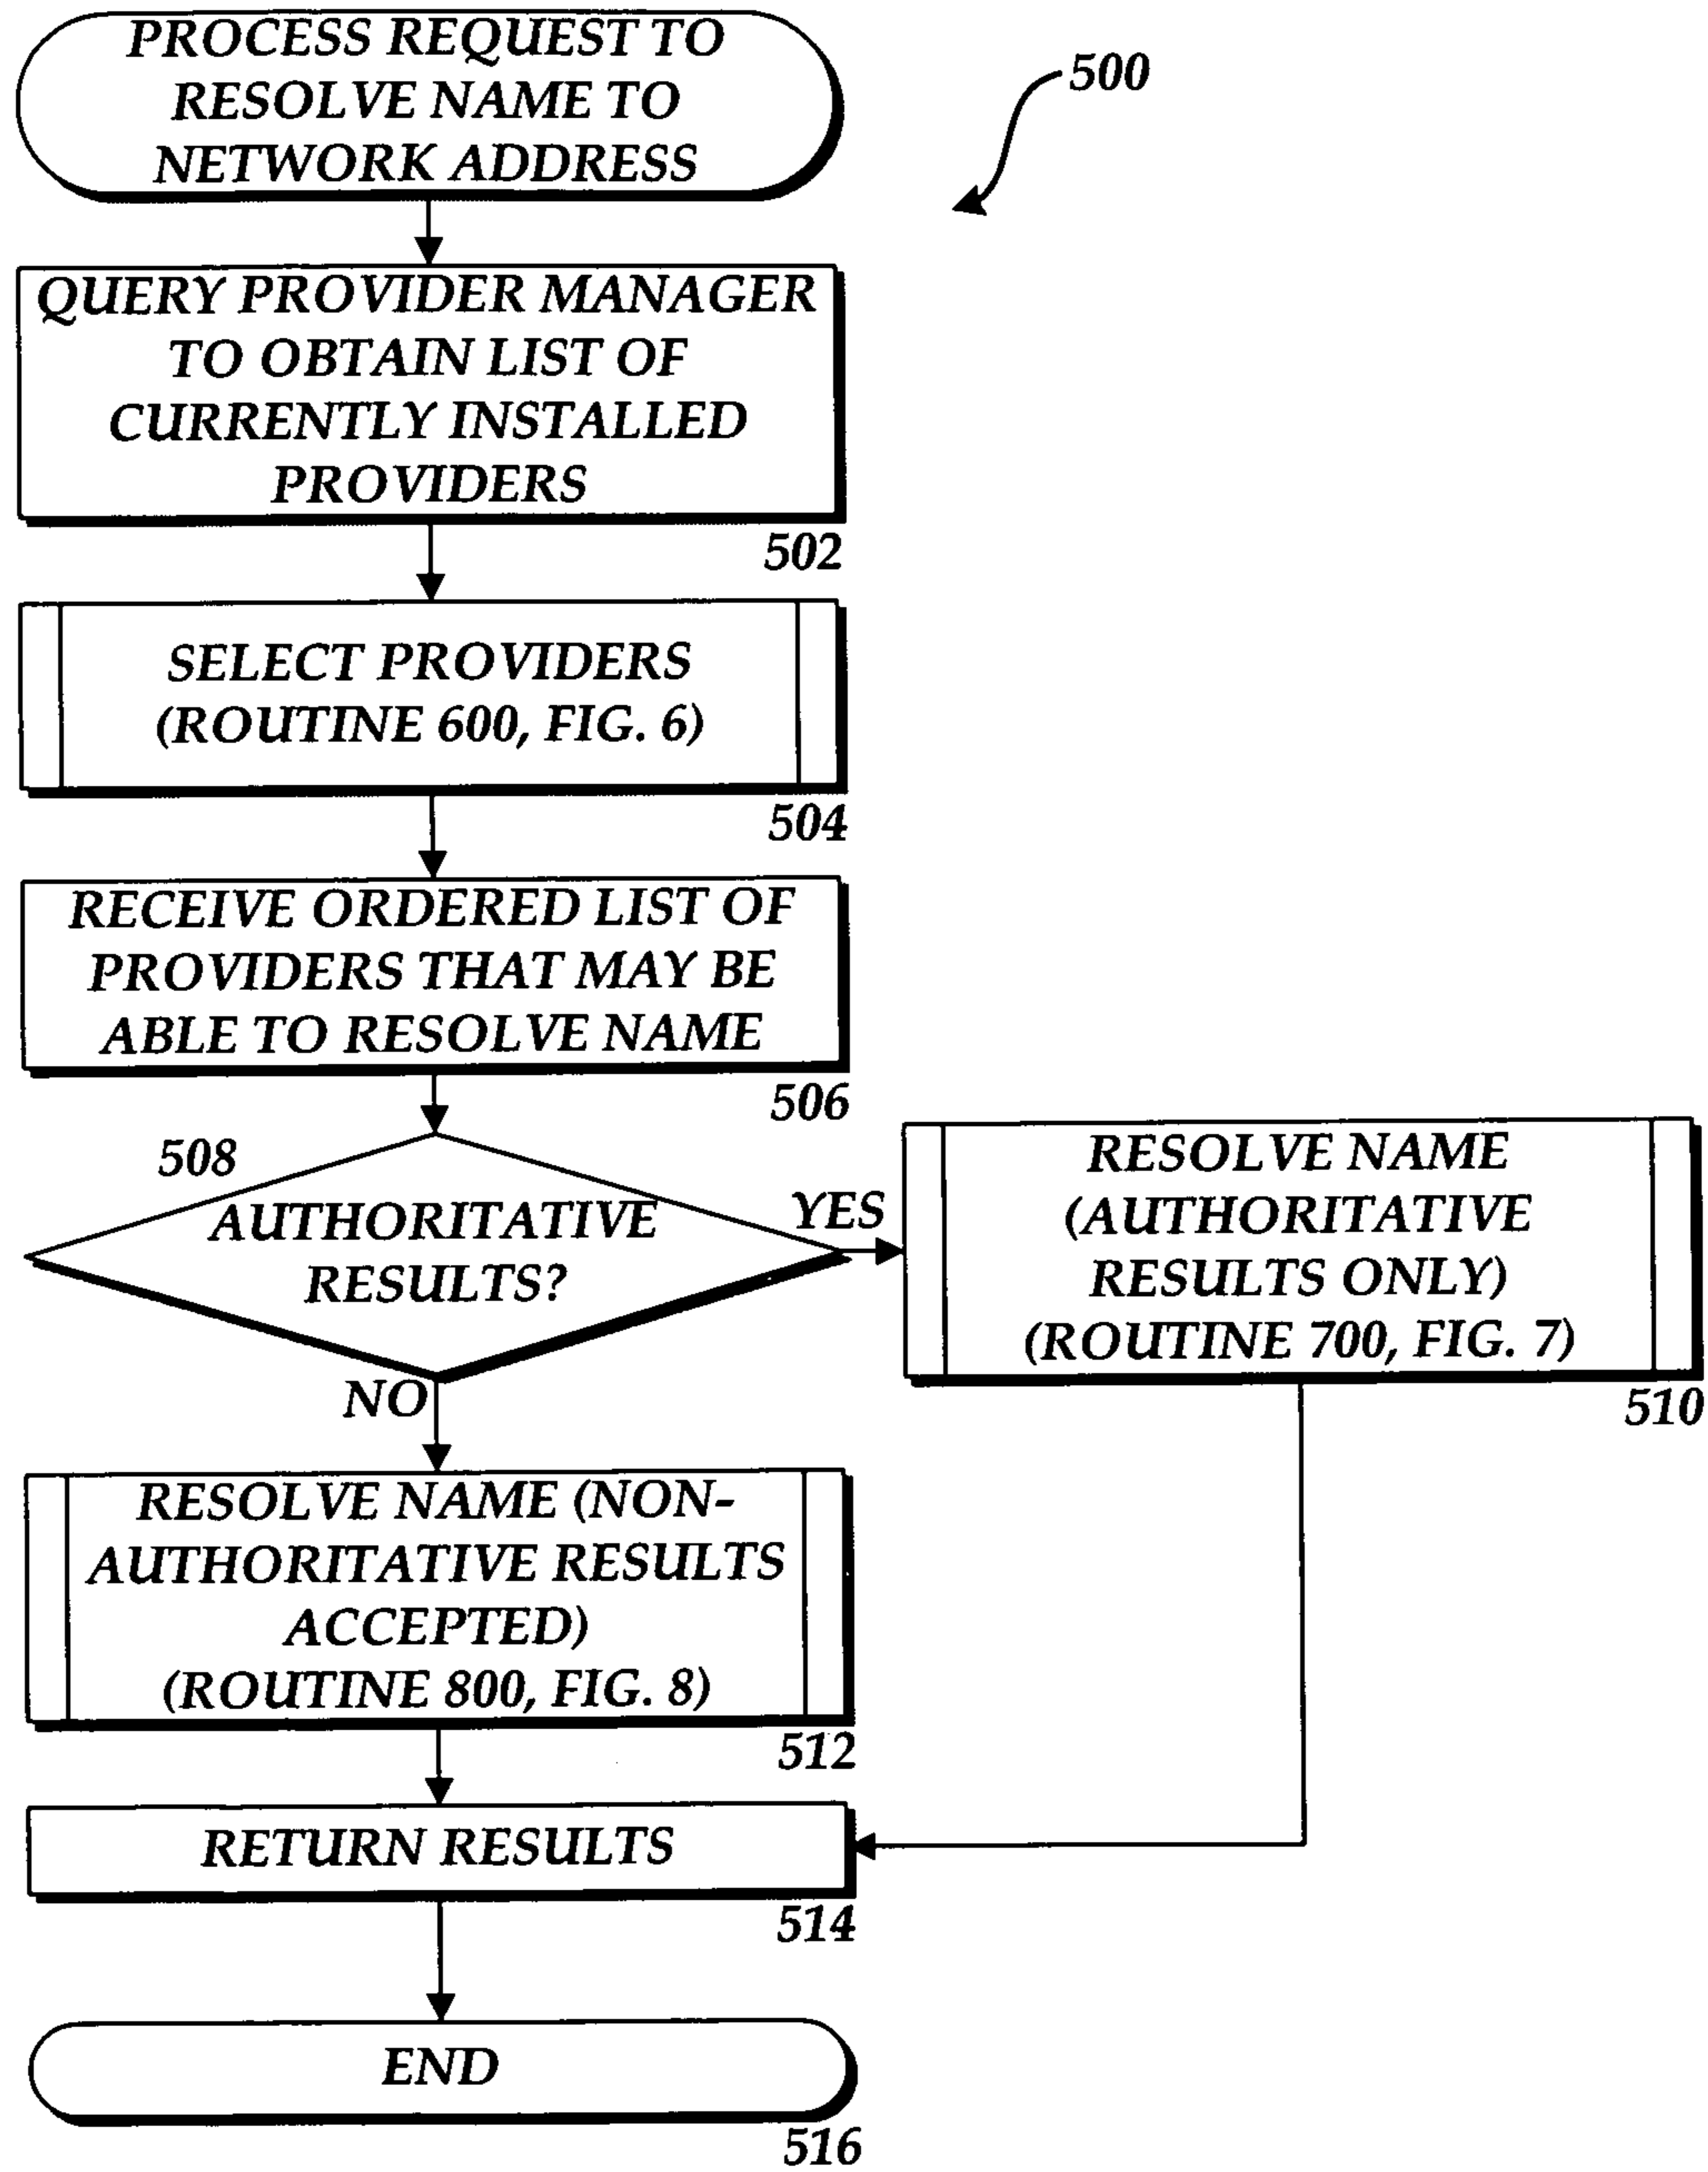 PROCESS REQUEST TO
RESOLVE NAME TO
NETWORK ADDRESS
500
QUERY PROVIDER MANAGER
TO OBTAIN LIST OF
CURRENTLY INSTALLED
PROVIDERS
502
SELECT PROVIDERS
(ROUTINE 600, FIG. 6)
504
RECEIVE ORDERED LIST OF
PROVIDERS THAT MAY BE
ABLE TO RESOLVE NAME
506
508
AUTHORITATIVE
RESULTS?
YES
RESOLVE NAME
(AUTHORITATIVE
RESULTS ONLY)
(ROUTINE 700, FIG. 7)
510
NO
RESOLVE NAME (NON-
AUTHORITATIVE RESULTS
ACCEPTED)
(ROUTINE 800, FIG. 8)
512
RETURN RESULTS
514
END
516